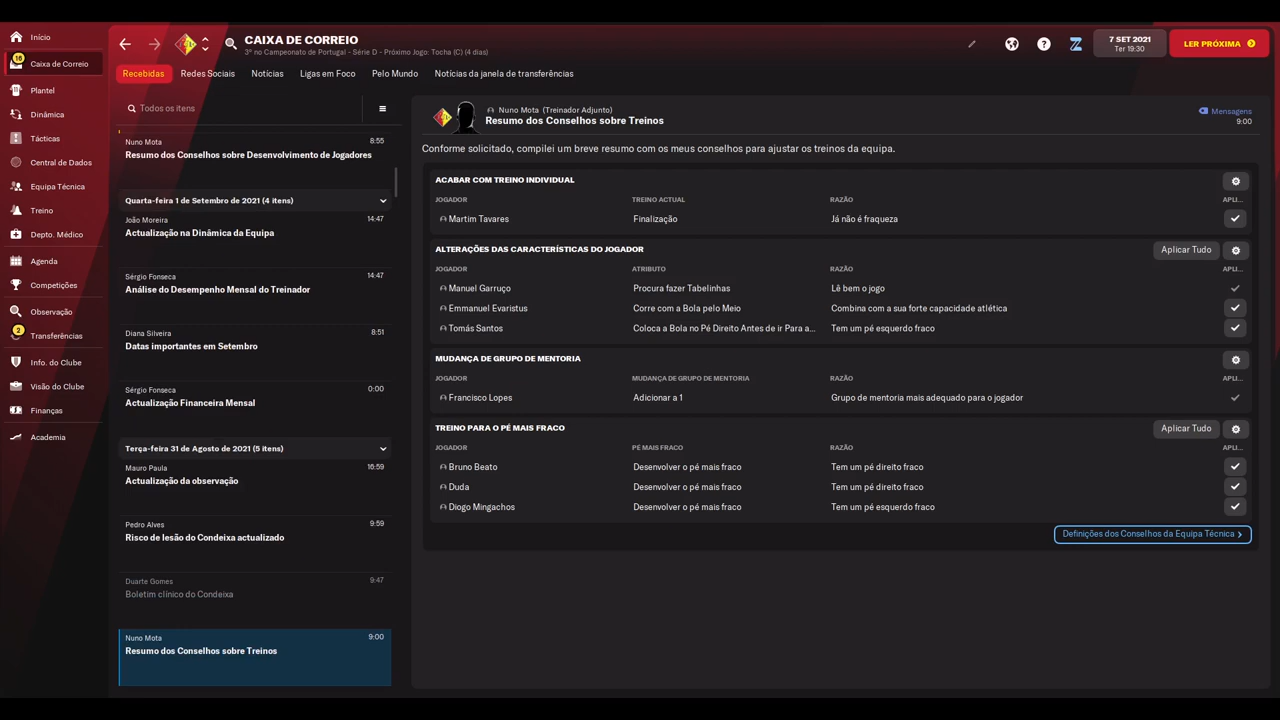 Início
16
Caixa de Correio
Plantel
Dinâmica
Tácticas
Central de Dados
Equipa Técnica
Treino
Depto. Médico
Agenda
Competições
Observação
2
Transferências
Info. do Clube
Visão do Clube
Finanças
Academia
CAIXA DE CORREIO
3º no Campeonato de Portugal - Série D - Próximo Jogo: Tocha (C) (4 dias)
7 SET 2021
Ter 19:30
LER PRÓXIMA
Recebidas Redes Sociais Notícias Ligas em Foco Pelo Mundo Notícias da janela de transferências
Todos os itens
Nuno Mota 8:55
Resumo dos Conselhos sobre Desenvolvimento de Jogadores
Quarta-feira 1 de Setembro de 2021 (4 itens)
João Moreira 14:47
Actualização na Dinâmica da Equipa
Sérgio Fonseca 14:47
Análise do Desempenho Mensal do Treinador
Diana Silveira 8:51
Datas importantes em Setembro
Sérgio Fonseca 0:00
Actualização Financeira Mensal
Terça-feira 31 de Agosto de 2021 (5 itens)
Mauro Paula 16:59
Actualização da observação
Pedro Alves 9:59
Risco de lesão do Condeixa actualizado
Duarte Gomes 9:47
Boletim clínico do Condeixa
Nuno Mota 9:00
Resumo dos Conselhos sobre Treinos
Nuno Mota (Treinador Adjunto)
Resumo dos Conselhos sobre Treinos
Mensagens
9:00
Conforme solicitado, compilei um breve resumo com os meus conselhos para ajustar os treinos da equipa.
ACABAR COM TREINO INDIVIDUAL
JOGADOR TREINO ACTUAL RAZÃO APLI...
Martim Tavares Finalização Já não é fraqueza
ALTERAÇÕES DAS CARACTERÍSTICAS DO JOGADOR Aplicar Tudo
JOGADOR ATRIBUTO RAZÃO APLI...
Manuel Garruço Procura fazer Tabelinhas Lê bem o jogo
Emmanuel Evaristus Corre com a Bola pelo Meio Combina com a sua forte capacidade atlética
Tomás Santos Coloca a Bola no Pé Direito Antes de ir Para a... Tem um pé esquerdo fraco
MUDANÇA DE GRUPO DE MENTORIA
JOGADOR MUDANÇA DE GRUPO DE MENTORIA RAZÃO APLI...
Francisco Lopes Adicionar a 1 Grupo de mentoria mais adequado para o jogador
TREINO PARA O PÉ MAIS FRACO Aplicar Tudo
JOGADOR PÉ MAIS FRACO RAZÃO APLI...
Bruno Beato Desenvolver o pé mais fraco Tem um pé direito fraco
Duda Desenvolver o pé mais fraco Tem um pé direito fraco
Diogo Mingachos Desenvolver o pé mais fraco Tem um pé esquerdo fraco
Definições dos Conselhos da Equipa Técnica